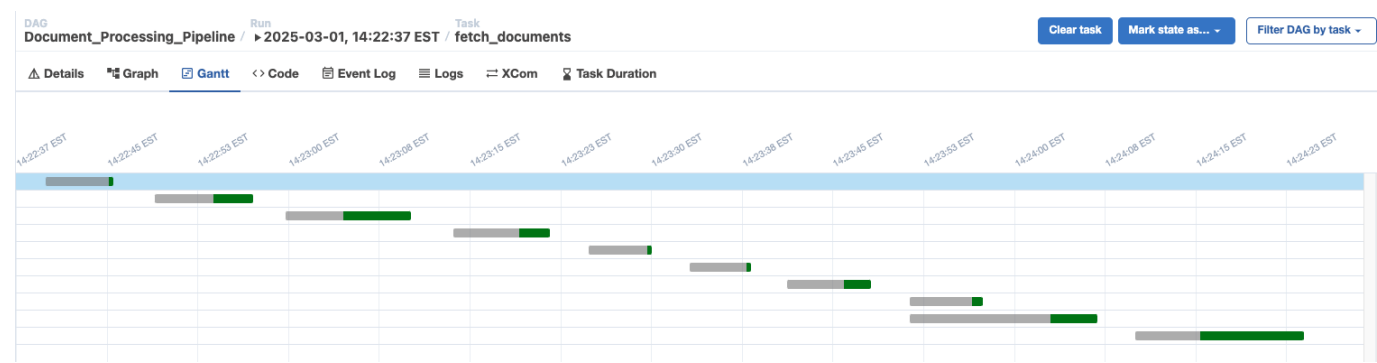 DAG Run Task
Document_Processing_Pipeline / ▸ 2025-03-01, 14:22:37 EST / fetch_documents
Clear task Mark state as... Filter DAG by task
Details Graph Gantt <> Code Event Log Logs XCom Task Duration
14:22:37 EST 14:22:45 EST 14:22:53 EST 14:23:00 EST 14:23:08 EST 14:23:15 EST 14:23:23 EST 14:23:30 EST 14:23:38 EST 14:23:45 EST 14:23:53 EST 14:24:00 EST 14:24:08 EST 14:24:15 EST 14:24:23 EST